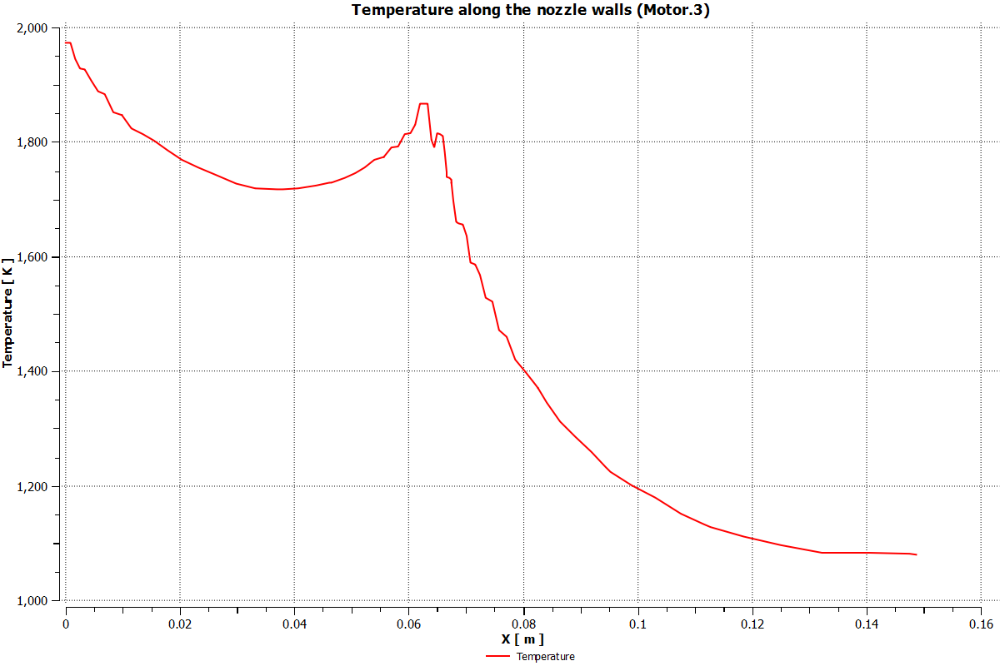 Temperature along the nozzle walls (Motor.3)
2,000
1,800
1,600
1,400
1,200
1,000
Temperature [ K ]
0 0.02 0.04 0.06 0.08 0.1 0.12 0.14 0.16
X [ m ]
Temperature